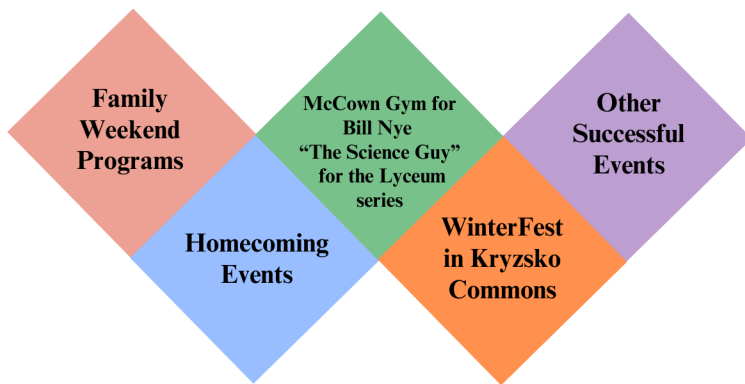 Family
Weekend
Programs
Homecoming
Events
McCown Gym for
Bill Nye
“The Science Guy”
for the Lyceum
series
WinterFest
in Kryzsko
Commons
Other
Successful
Events